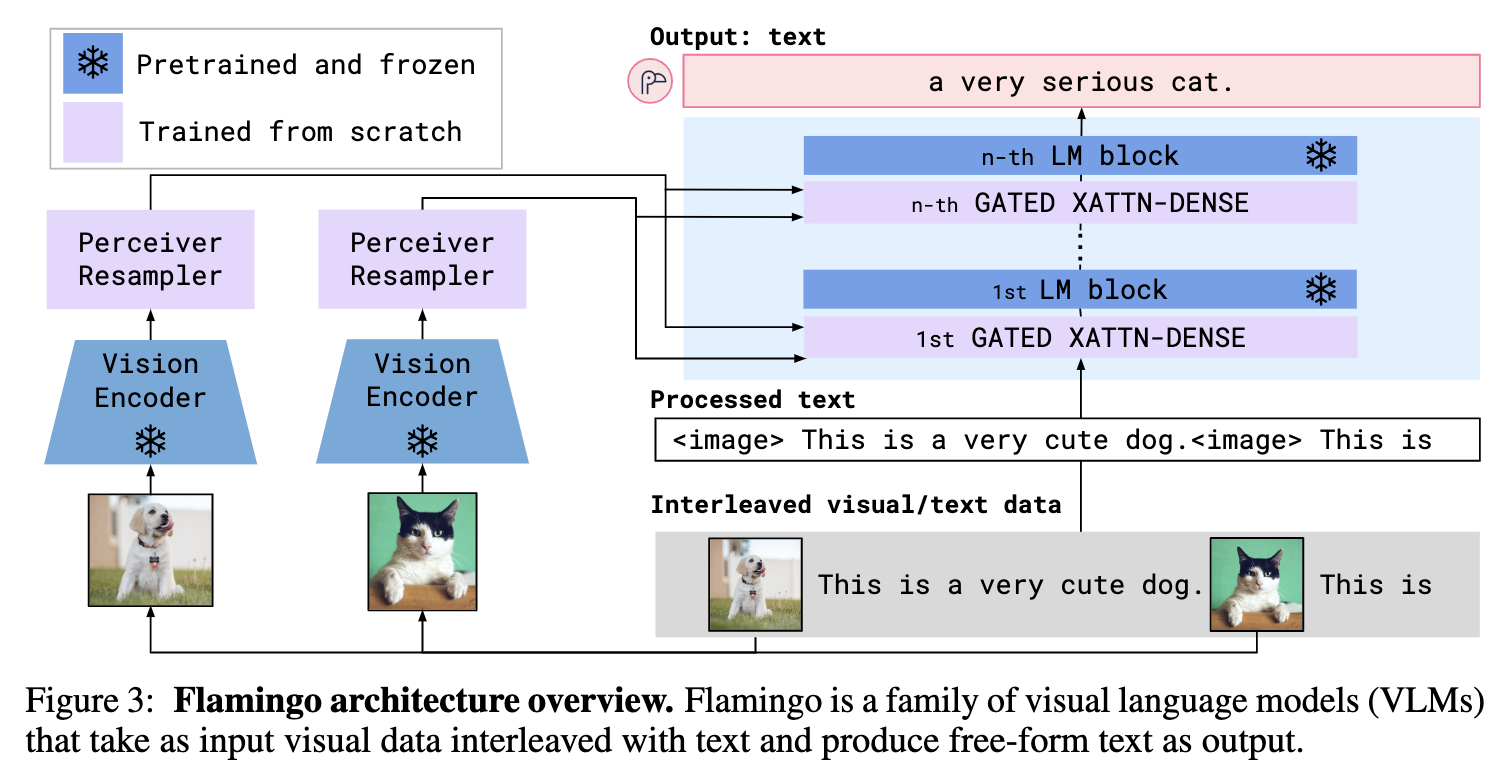 Pretrained and frozen
Trained from scratch
Output: text
a very serious cat.
n-th LM block
n-th GATED XATTN-DENSE
1st LM block
1st GATED XATTN-DENSE
Perceiver
Resampler
Perceiver
Resampler
Vision
Encoder
Vision
Encoder
Processed text
<image> This is a very cute dog.<image> This is
Interleaved visual/text data
This is a very cute dog.
This is
Figure 3: Flamingo architecture overview. Flamingo is a family of visual language models (VLMs)
that take as input visual data interleaved with text and produce free-form text as output.